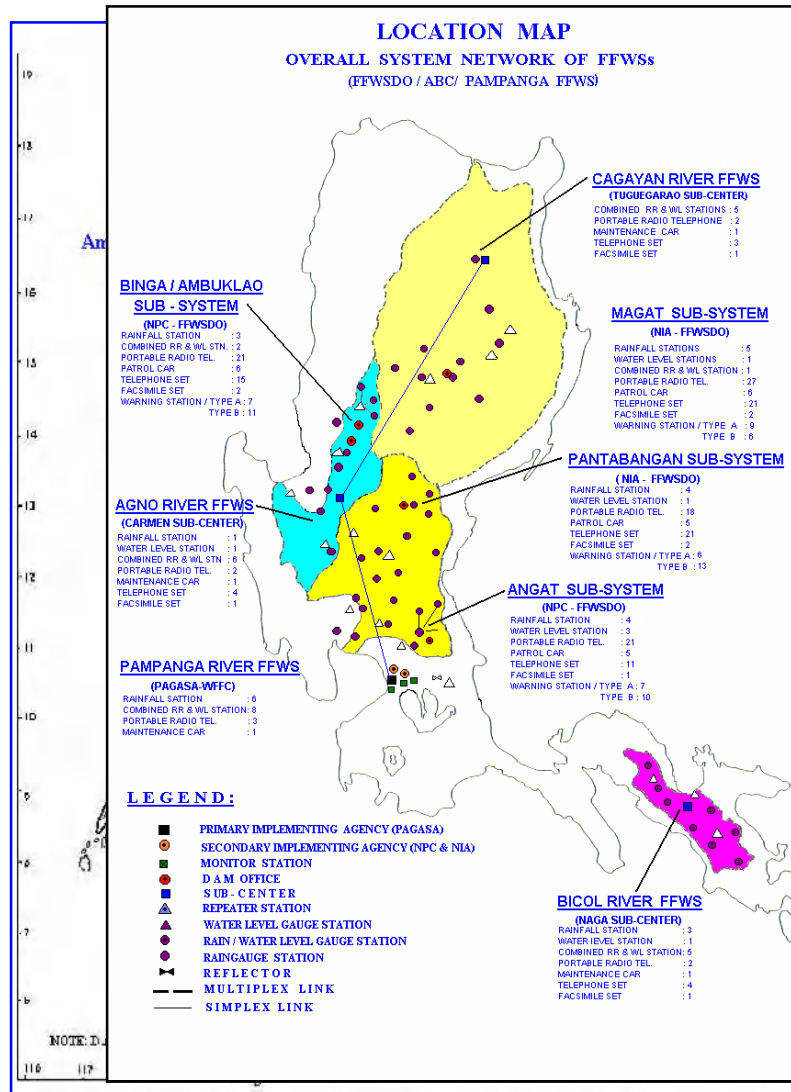 LOCATION MAP
OVERALL SYSTEM NETWORK OF FFWSs
(FFWSDO / ABC/ PAMPANGA FFWS)
CAGAYAN RIVER FFWS
(TUGUEGARAO SUB-CENTER)
COMBINED RR & WL STATIONS : 5
PORTABLE RADIO TELEPHONE : 2
MAINTENANCE CAR : 1
TELEPHONE SET : 3
FACSIMILE SET : 1
BINGA / AMBUKLAO
SUB - SYSTEM
(NPC - FFWSDO)
RAINFALL STATION : 3
COMBINED RR & WL STN. : 2
PORTABLE RADIO TEL. : 21
PATROL CAR : 6
TELEPHONE SET : 15
FACSIMILE SET : 2
WARNING STATION / TYPE A : 7
TYPE B : 11
MAGAT SUB-SYSTEM
(NIA - FFWSDO)
RAINFALL STATIONS : 5
WATER LEVEL STATIONS : 1
COMBINED RR & WL STATION : 1
PORTABLE RADIO TEL. : 27
PATROL CAR : 6
TELEPHONE SET : 21
FACSIMILE SET : 2
WARNING STATION / TYPE A : 9
TYPE B : 6
PANTABANGAN SUB-SYSTEM
( NIA - FFWSDO)
RAINFALL STATION : 4
WATER LEVEL STATION : 1
PORTABLE RADIO TEL. : 18
PATROL CAR : 5
TELEPHONE SET : 21
FACSIMILE SET : 2
WARNING STATION / TYPE A : 6
TYPE B : 13
AGNO RIVER FFWS
(CARMEN SUB-CENTER)
RAINFALL STATION : 1
WATER LEVEL STATION : 1
COMBINED RR & WL STN : 6
PORTABLE RADIO TEL. : 2
MAINTENANCE CAR : 1
TELEPHONE SET : 4
FACSIMILE SET : 1
ANGAT SUB-SYSTEM
(NPC - FFWSDO)
RAINFALL STATION : 4
WATER LEVEL STATION : 3
PORTABLE RADIO TEL. : 21
PATROL CAR : 5
TELEPHONE SET : 11
FACSIMILE SET : 1
WARNING STATION / TYPE A : 7
TYPE B : 10
PAMPANGA RIVER FFWS
(PAGASA-WFFC)
RAINFALL SATTION : 6
COMBINED RR & WL STATION: 8
PORTABLE RADIO TEL. : 3
MAINTENANCE CAR : 1
LEGEND:
PRIMARY IMPLEMENTING AGENCY (PAGASA)
SECONDARY IMPLEMENTING AGENCY (NPC & NIA)
MONITOR STATION
DAM OFFICE
SUB - CENTER
REPEATER STATION
WATER LEVEL GAUGE STATION
RAIN / WATER LEVEL GAUGE STATION
RAINGAUGE STATION
REFLECTOR
MULTIPLEX LINK
SIMPLEX LINK
BICOL RIVER FFWS
(NAGA SUB-CENTER)
RAINFALL STATION : 3
WATER LEVEL STATION : 1
COMBINED RR & WL STATION: 5
PORTABLE RADIO TEL. : 2
MAINTENANCE CAR : 1
TELEPHONE SET : 4
FACSIMILE SET : 1
Am
17
16
15
14
13
12
11
10
7
NOTE: D
116 117